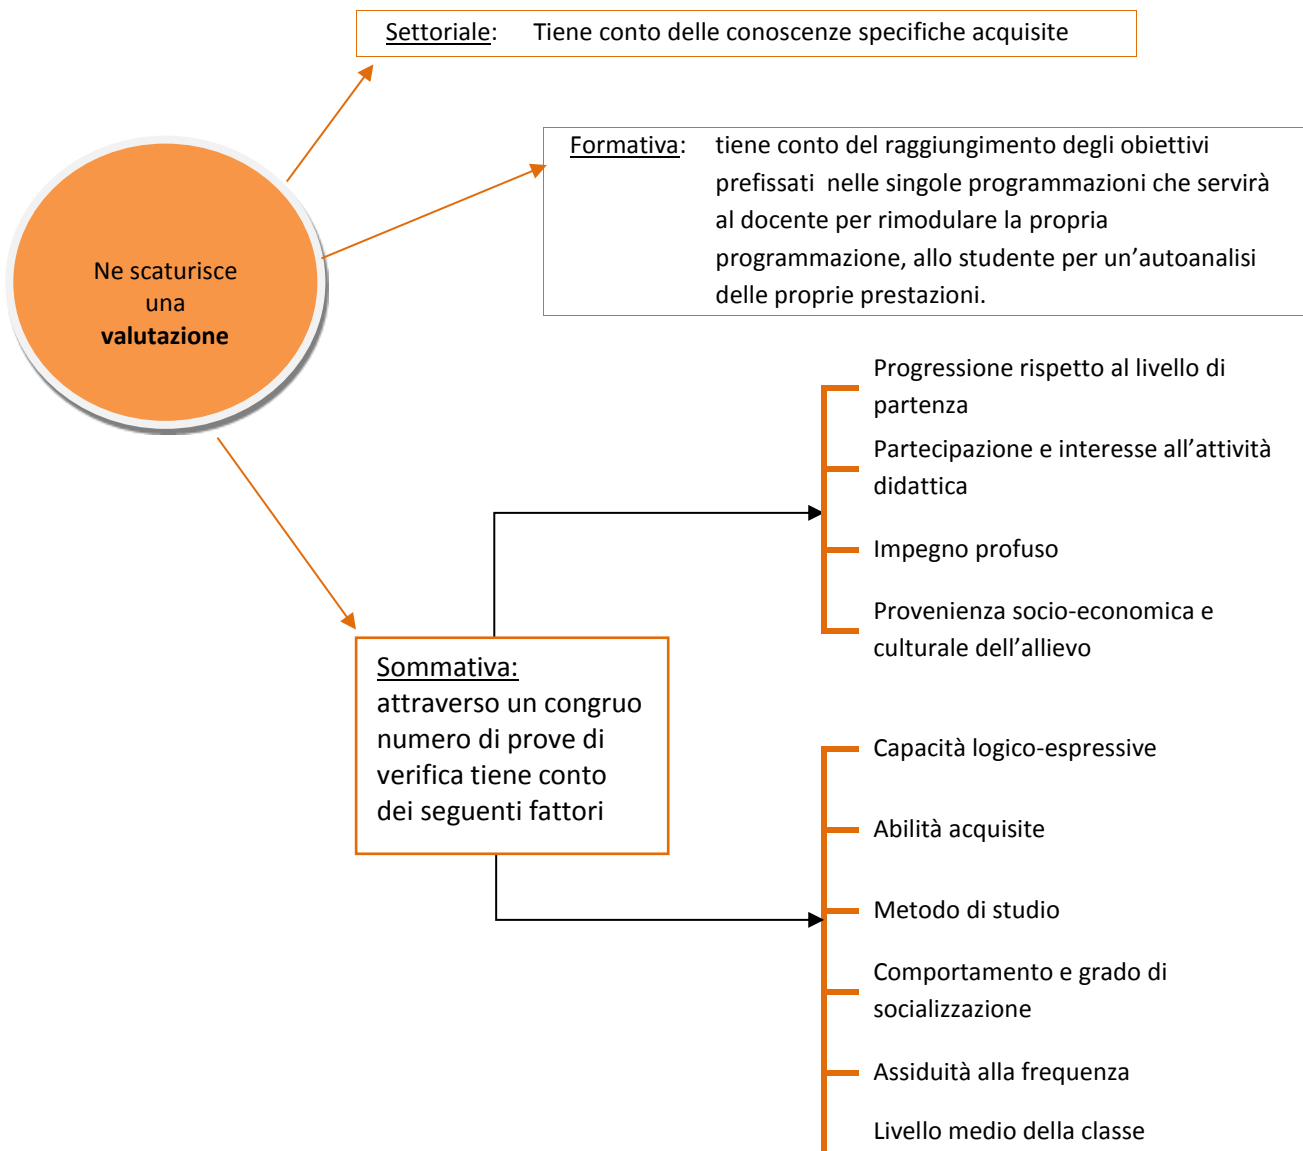 Settoriale: Tiene conto delle conoscenze specifiche acquisite
Formativa: tiene conto del raggiungimento degli obiettivi
prefissati nelle singole programmazioni che servirà
al docente per rimodulare la propria
programmazione, allo studente per un’autoanalisi
delle proprie prestazioni.
Ne scaturisce
una
valutazione
Progressione rispetto al livello di
partenza
Partecipazione e interesse all’attività
didattica
Impegno profuso
Provenienza socio-economica e
culturale dell’allievo
Sommativa:
attraverso un congruo
numero di prove di
verifica tiene conto
dei seguenti fattori
Capacità logico-espressive
Abilità acquisite
Metodo di studio
Comportamento e grado di
socializzazione
Assiduità alla frequenza
Livello medio della classe